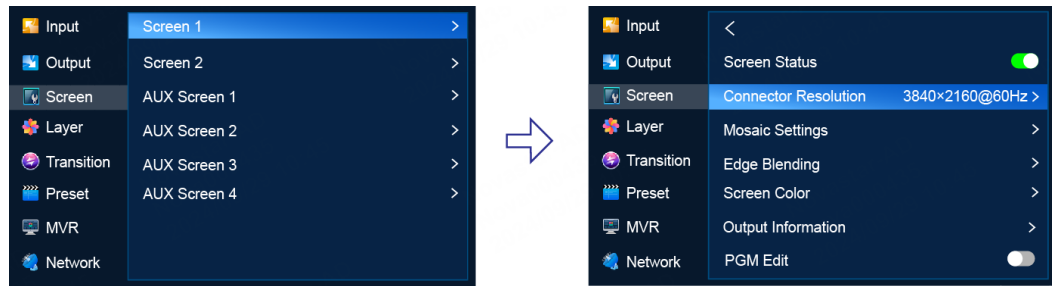 Input
Output
Screen
Layer
Transition
Preset
MVR
Network
Screen 1 >
Screen 2 >
AUX Screen 1 >
AUX Screen 2 >
AUX Screen 3 >
AUX Screen 4 >
Input
Output
Screen
Layer
Transition
Preset
MVR
Network
<
Screen Status
Connector Resolution 3840×2160@60Hz >
Mosaic Settings >
Edge Blending >
Screen Color >
Output Information >
PGM Edit